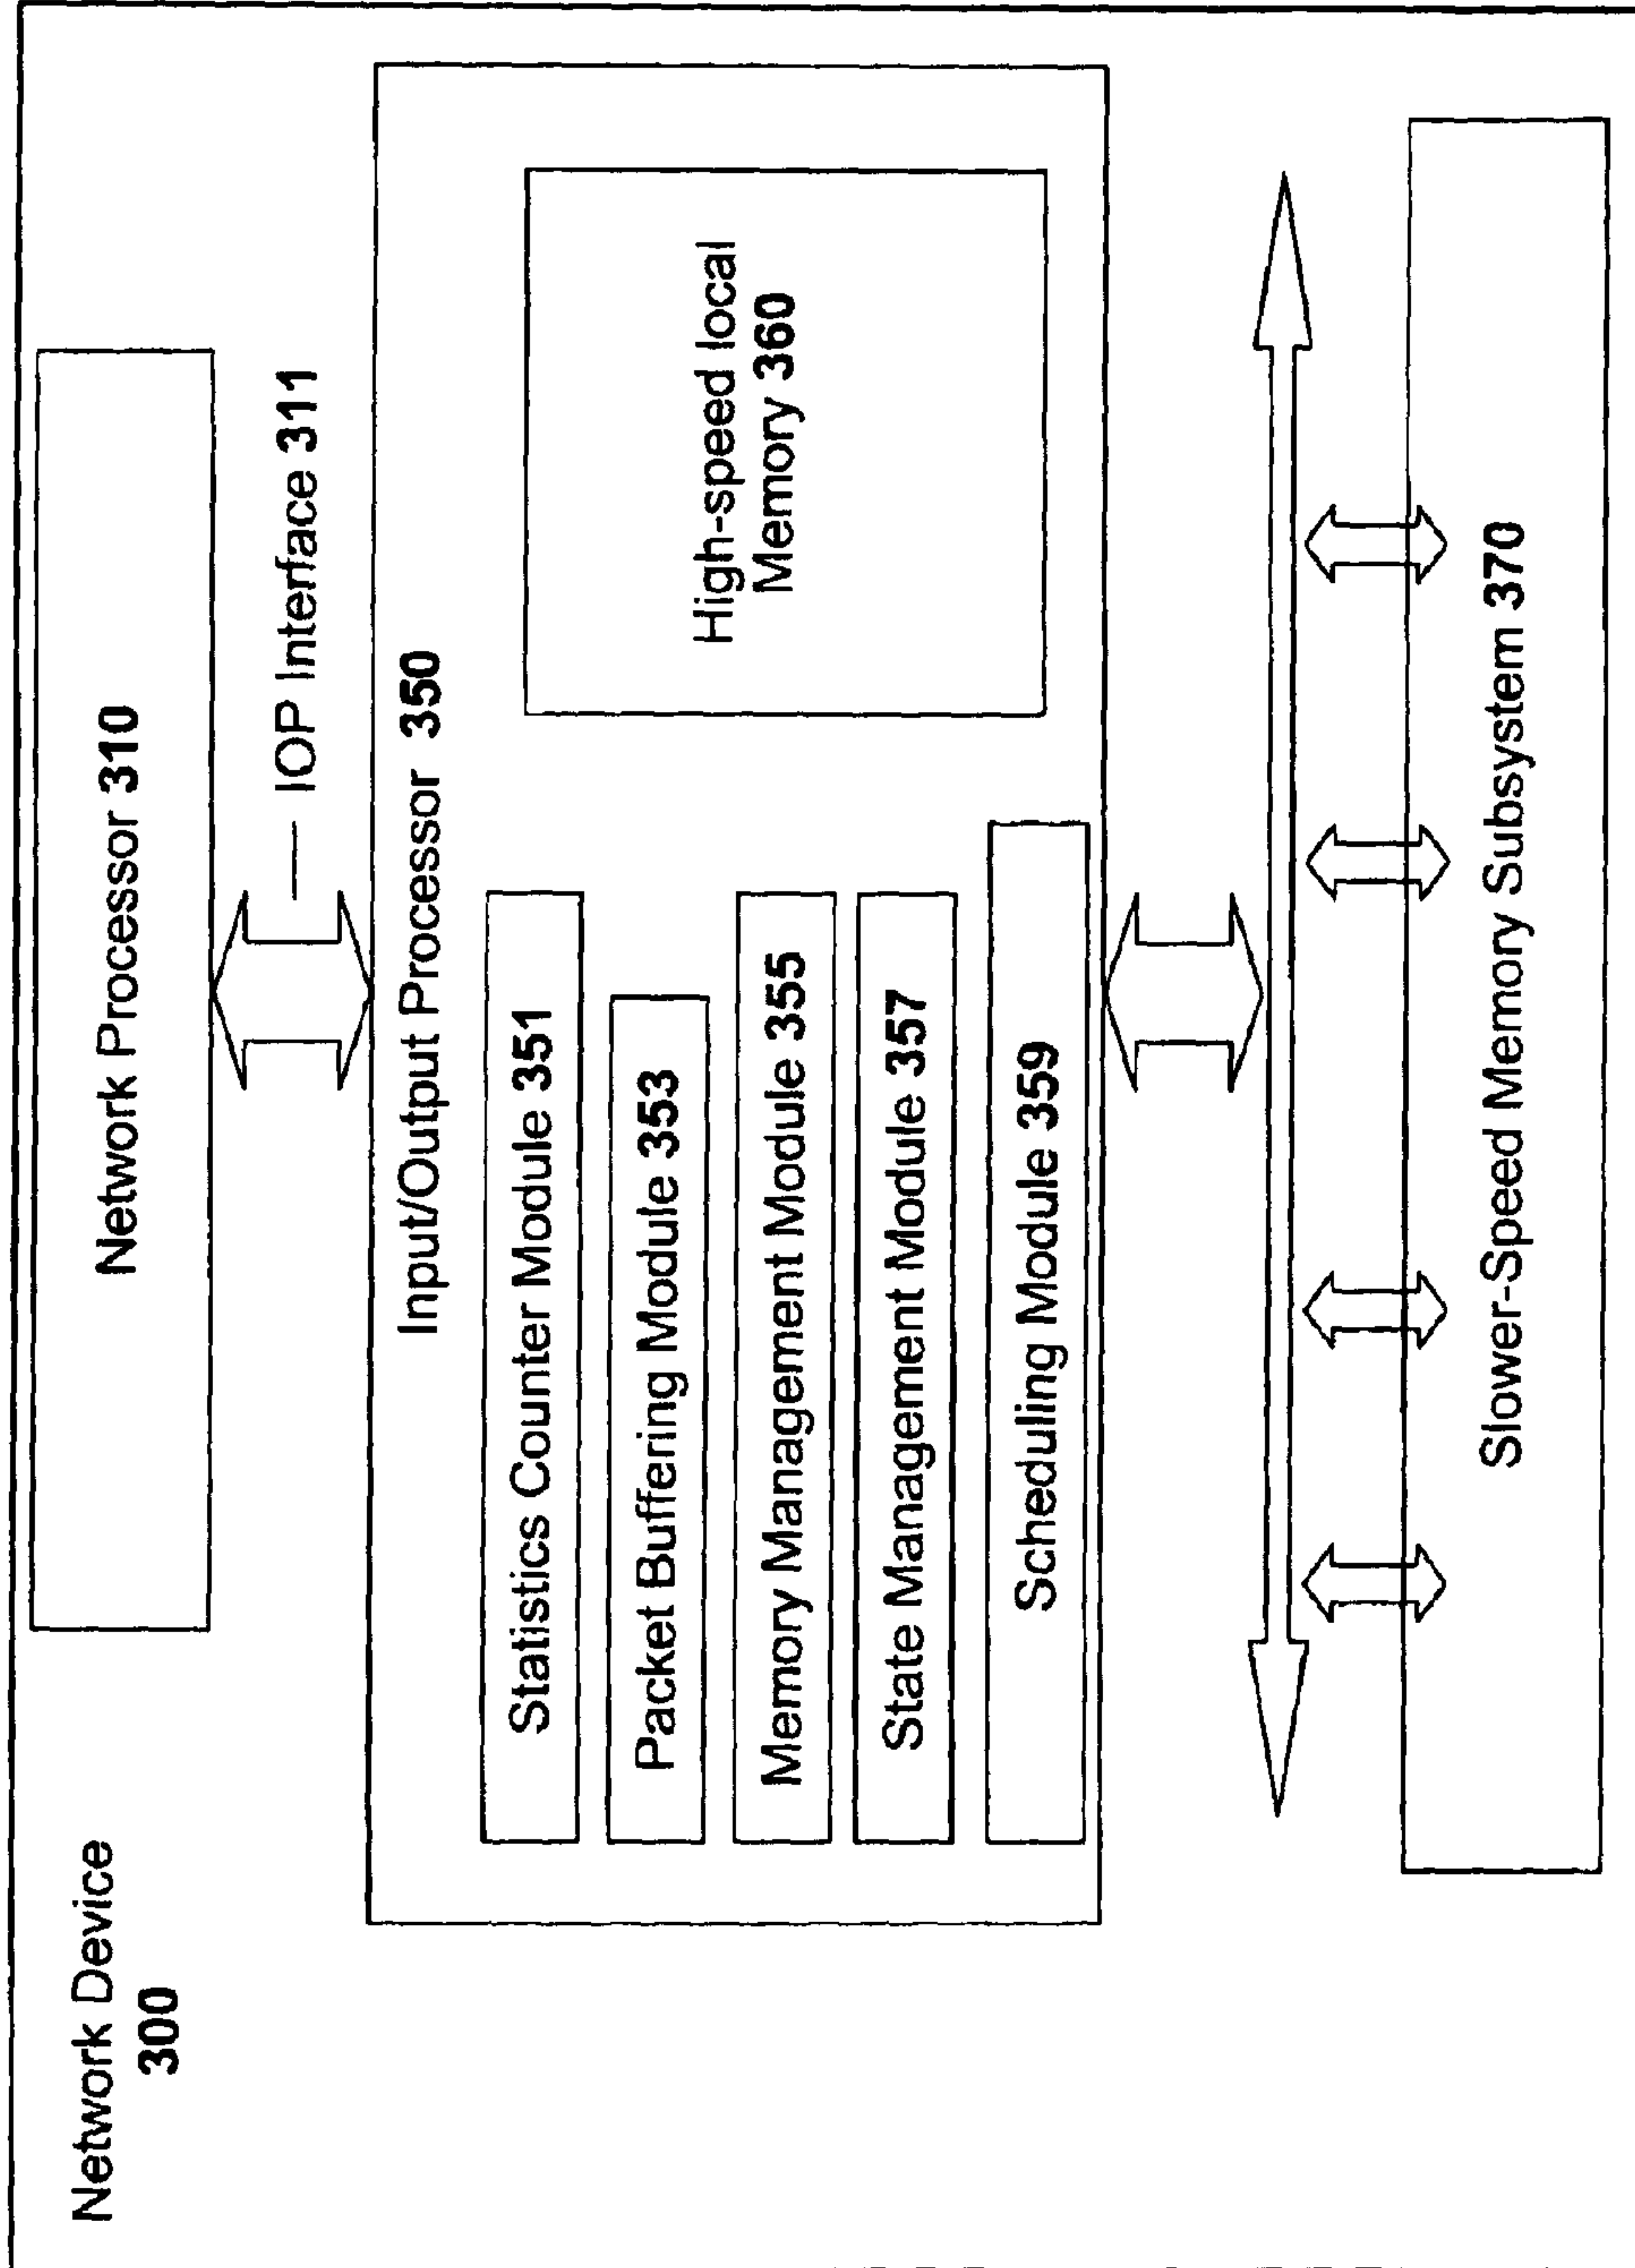 Network Device
300
Network Processor 310
IOP Interface 311
Input/Output Processor 350
Statistics Counter Module 351
Packet Buffering Module 353
Memory Management Module 355
State Management Module 357
Scheduling Module 359
High-speed local
Memory 360
Slower-Speed Memory Subsystem 370